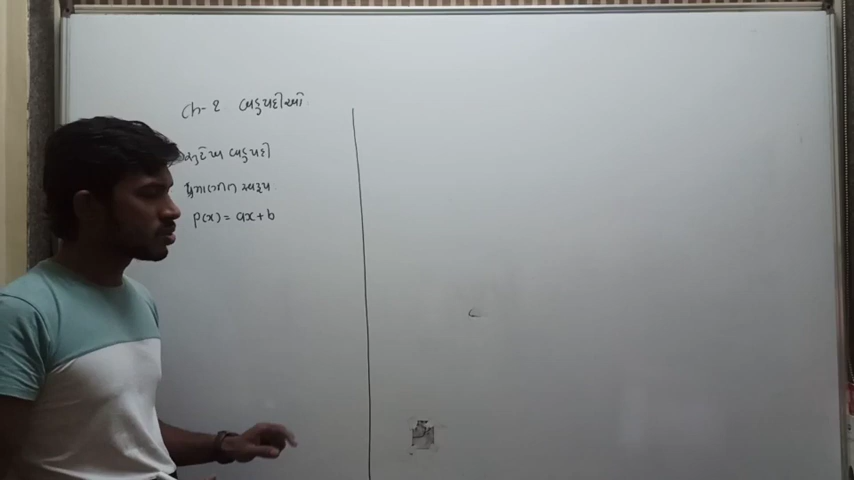 Ch-2 બહુપદીઓ
સુરેખ બહુપદી
પ્રમાણિત સ્વરૂપ
p(x) = ax + b